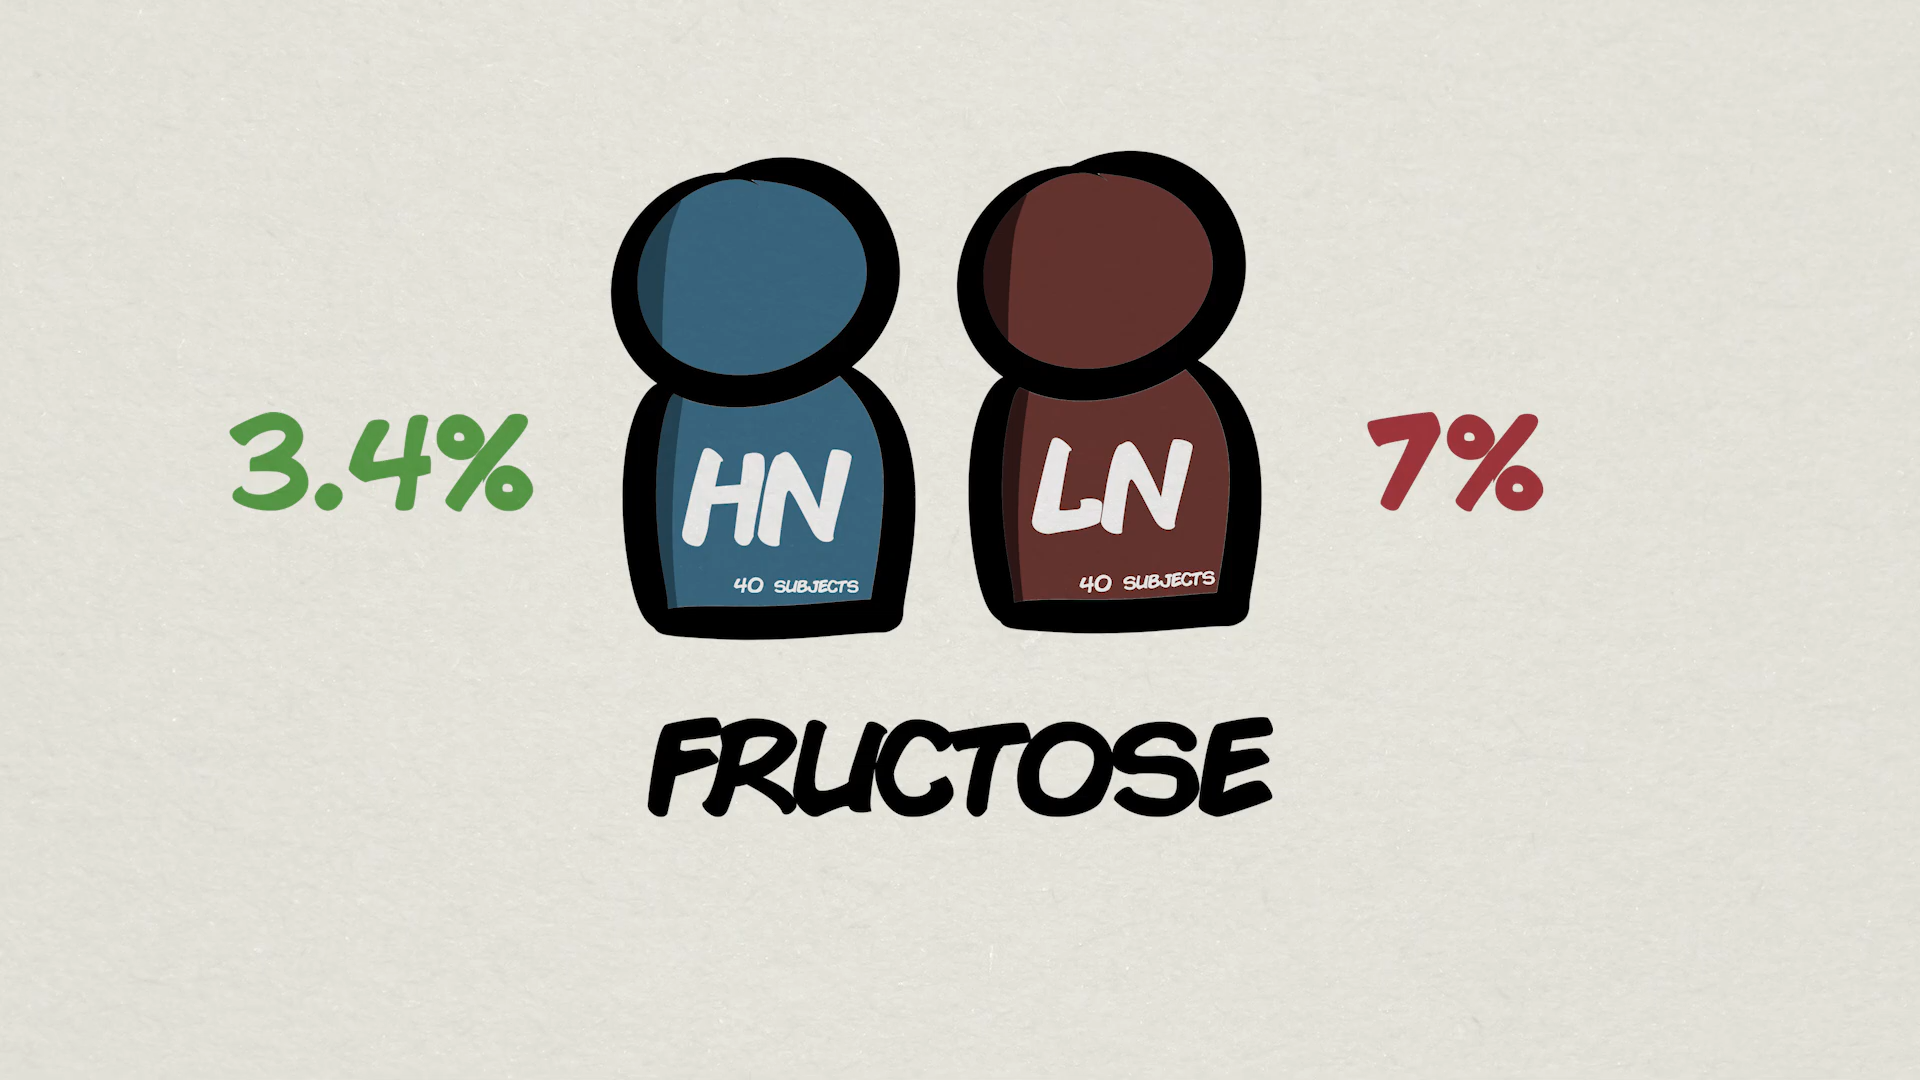 3.4%
HN
40 SUBJECTS
LN
40 SUBJECTS
7%
FRUCTOSE